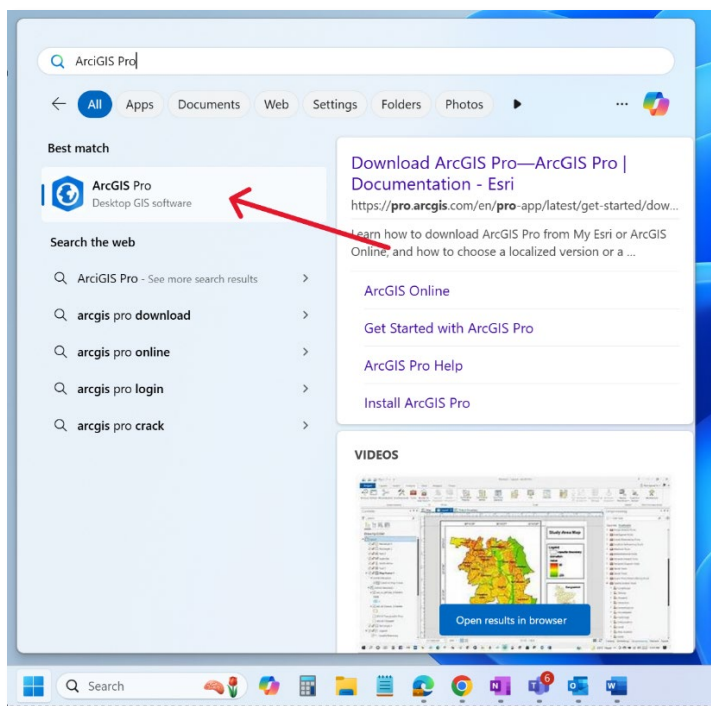 ArciGIS Pro
All Apps Documents Web Settings Folders Photos
Best match
ArcGIS Pro
Desktop GIS software
Search the web
ArciGIS Pro - See more search results
arcgis pro download
arcgis pro online
arcgis pro login
arcgis pro crack
Download ArcGIS Pro—ArcGIS Pro |
Documentation - Esri
https://pro.arcgis.com/en/pro-app/latest/get-started/dow...
Learn how to download ArcGIS Pro from My Esri or ArcGIS
Online, and how to choose a localized version or a ...
ArcGIS Online
Get Started with ArcGIS Pro
ArcGIS Pro Help
Install ArcGIS Pro
VIDEOS
Study Area Map
Open results in browser
Search
6